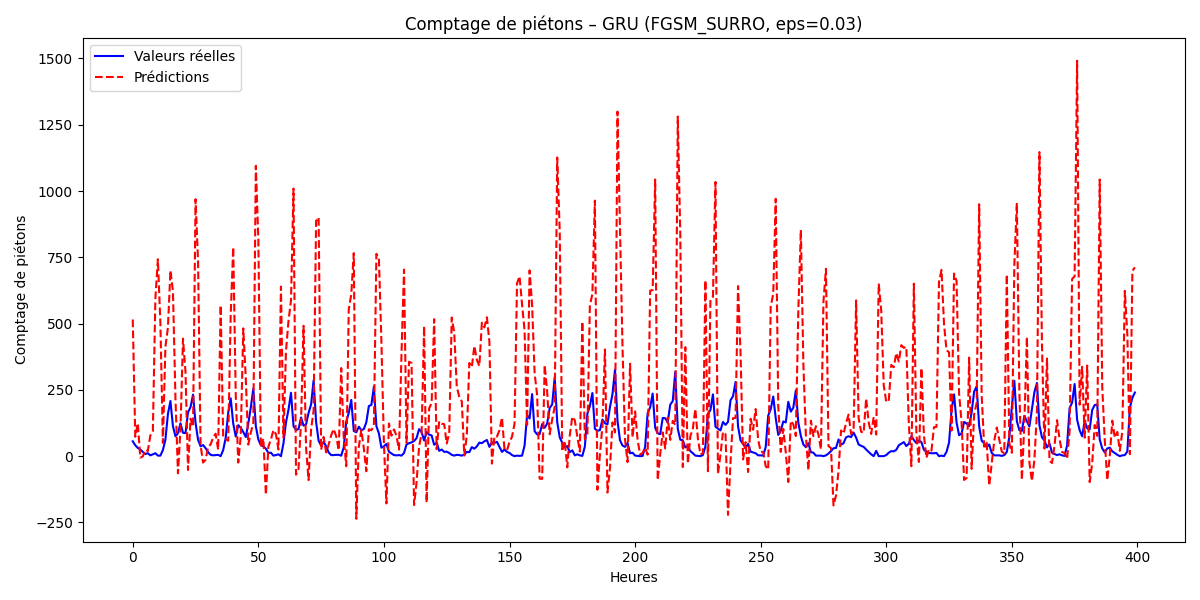 Comptage de piétons – GRU (FGSM_SURRO, eps=0.03)
Valeurs réelles
Prédictions
Comptage de piétons
1500
1250
1000
750
500
250
0
−250
0 50 100 150 200 250 300 350 400
Heures